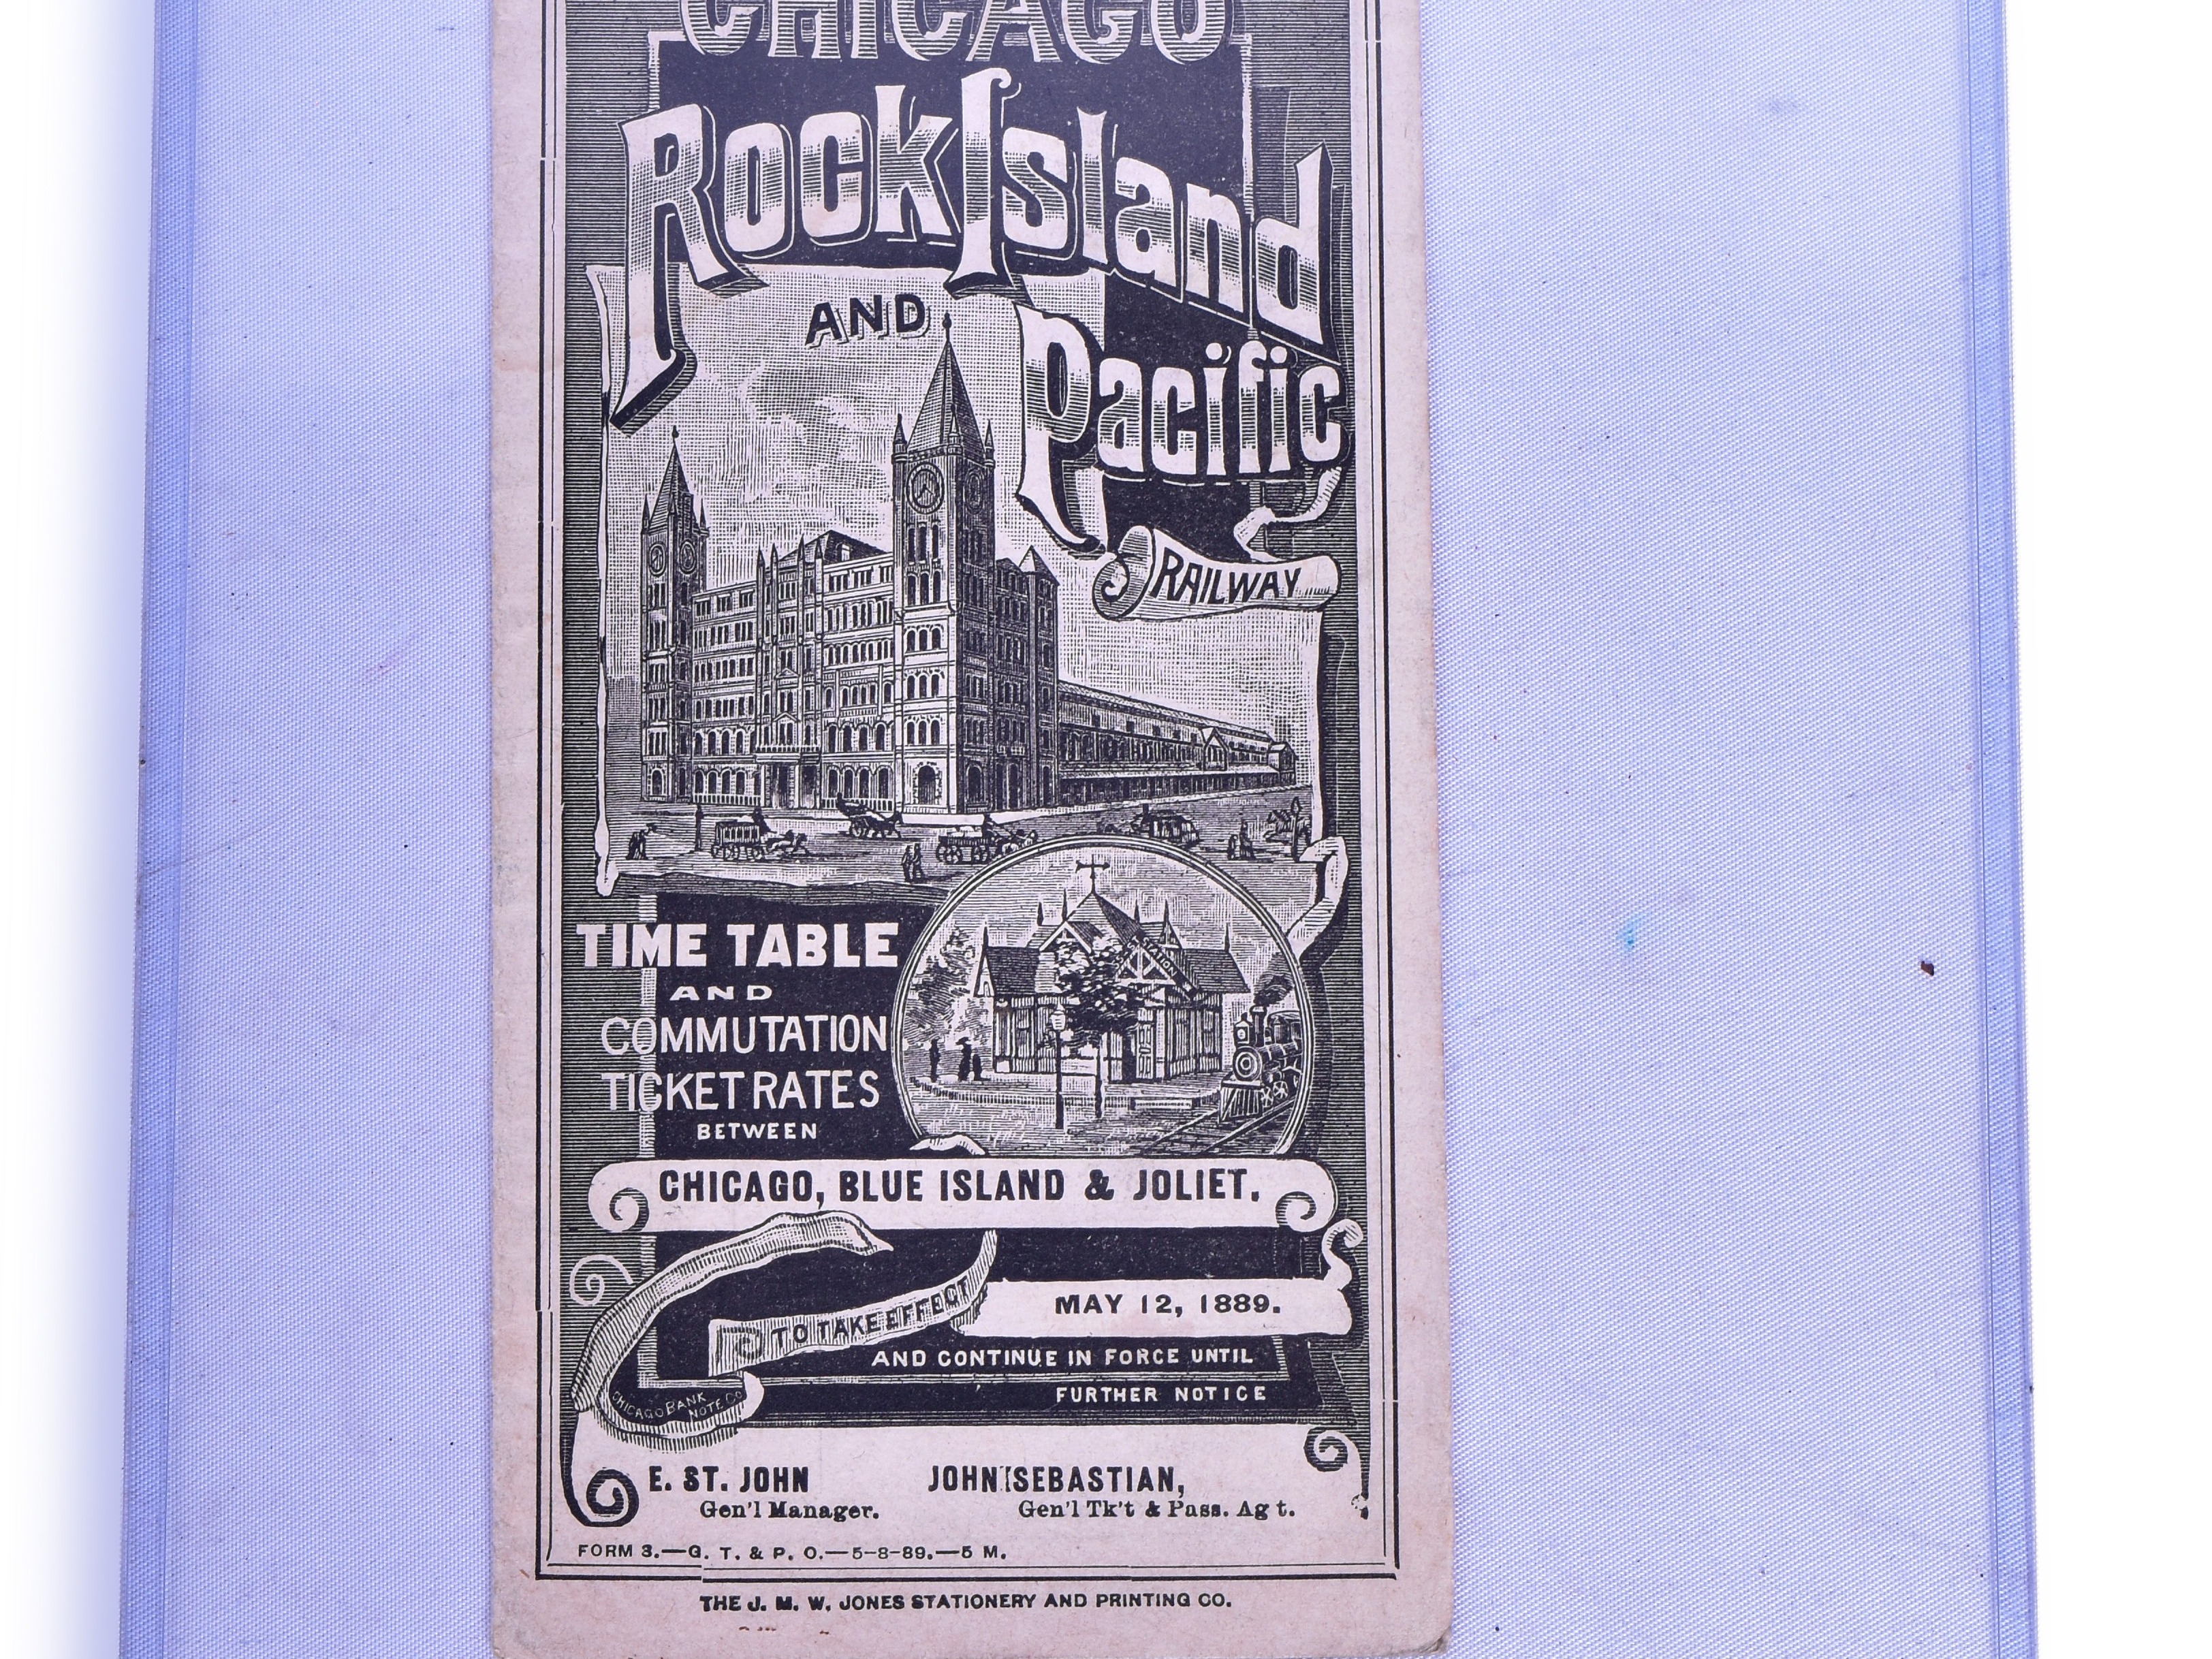 CHICAGO
Rock Island
AND
Pacific
RAILWAY
TIME TABLE
AND
COMMUTATION
TICKET RATES
BETWEEN
STATION
CHICAGO, BLUE ISLAND & JOLIET.
TO TAKE EFFECT
MAY 12, 1889.
AND CONTINUE IN FORCE UNTIL
FURTHER NOTICE
CHICAGO BANK
NOTE CO
E. ST. JOHN
Gen'l Manager.
JOHN SEBASTIAN,
Gen'l Tk't & Pass. Ag t.
FORM 3.—G. T. & P. O.—5-8-89.—5 M.
THE J. M. W. JONES STATIONERY AND PRINTING CO.